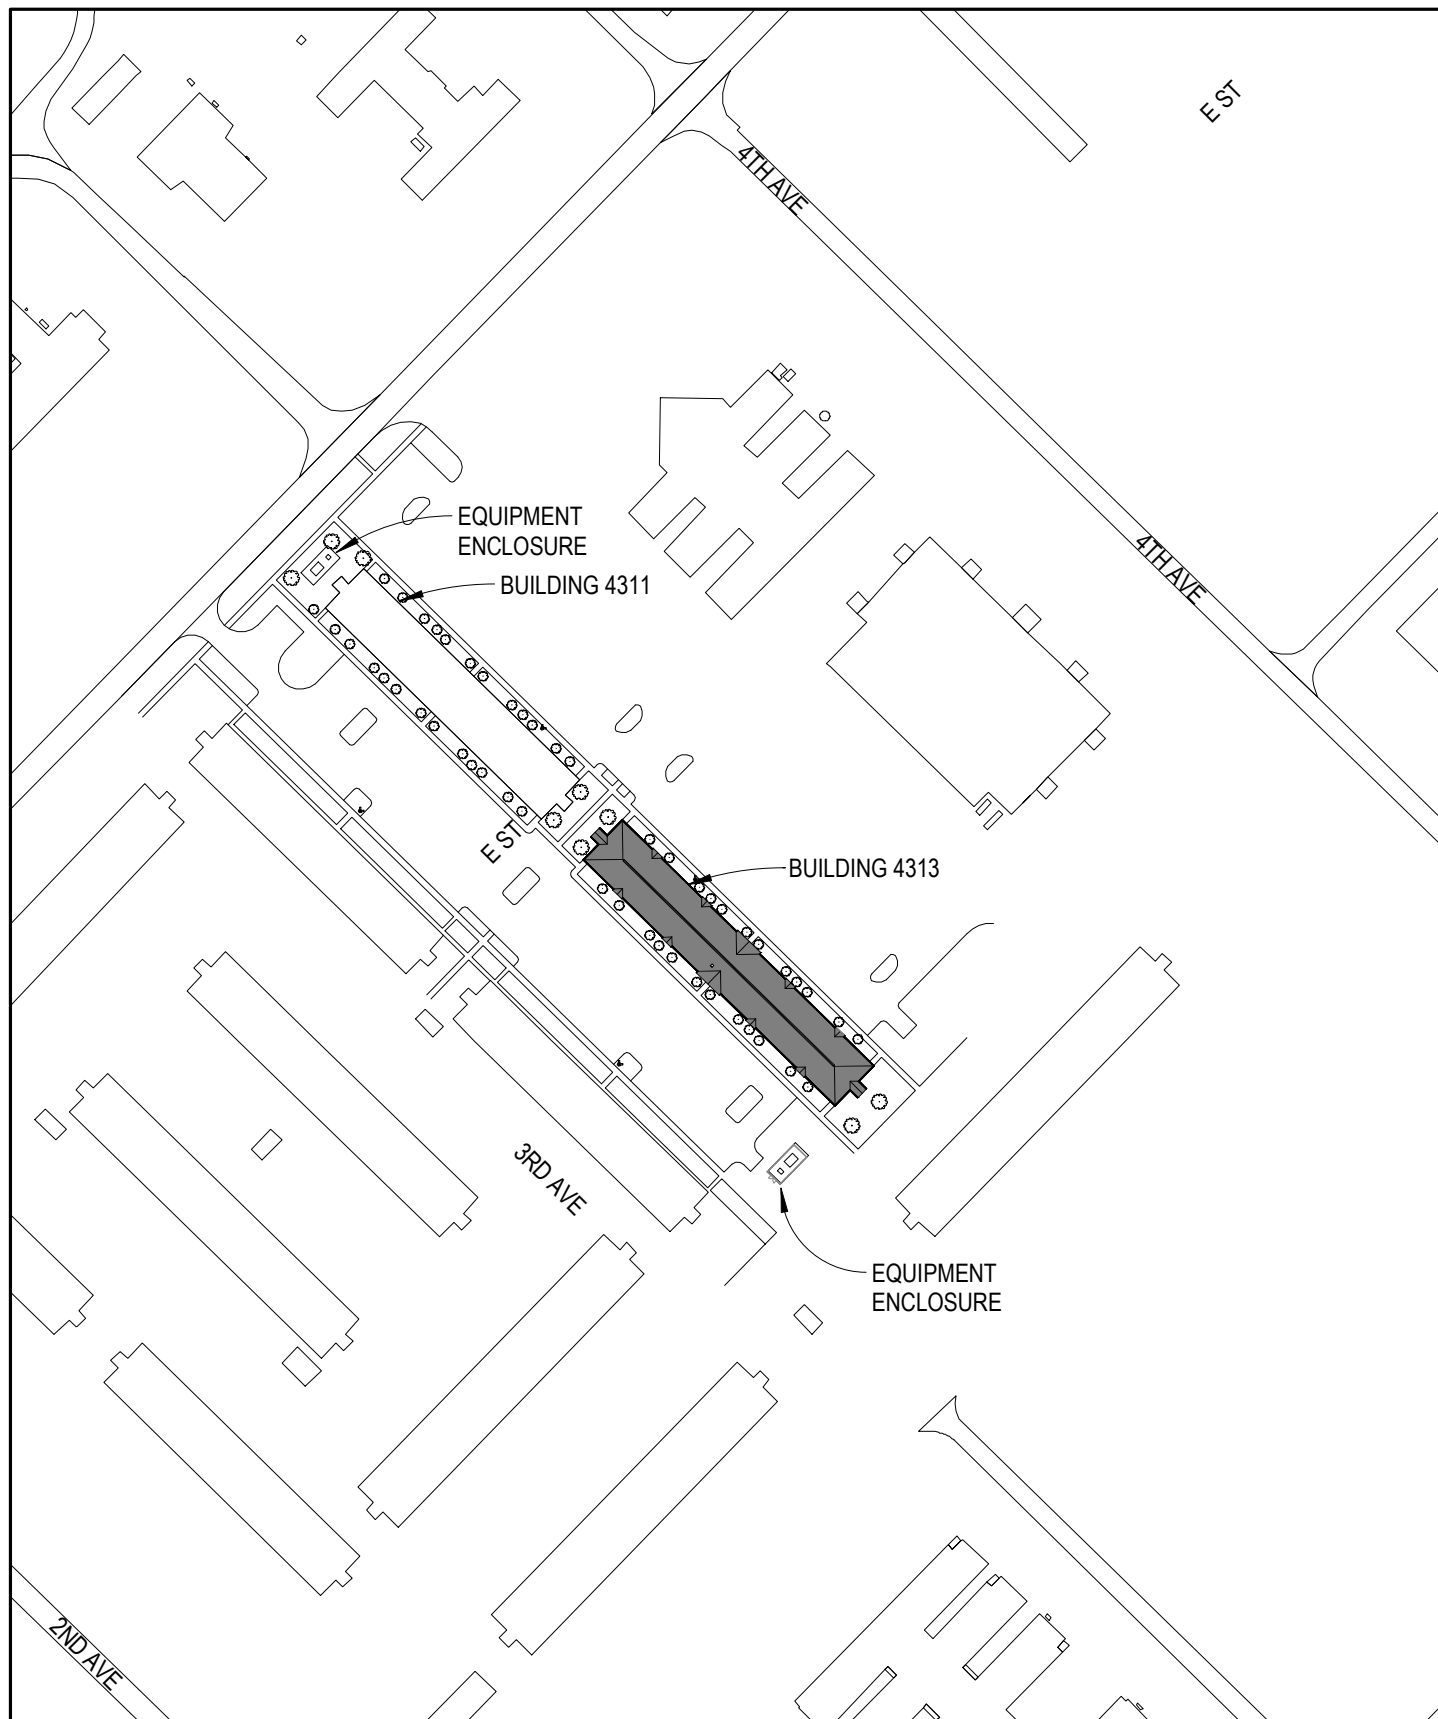 E ST
4TH AVE
EQUIPMENT
ENCLOSURE
4TH AVE
BUILDING 4311
E ST
BUILDING 4313
3RD AVE
EQUIPMENT
ENCLOSURE
2ND AVE